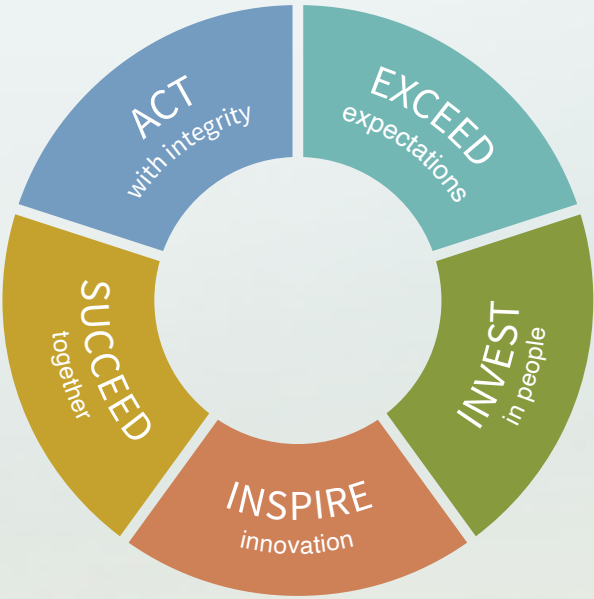 ACT
with integrity
EXCEED
expectations
INVEST
in people
INSPIRE
innovation
SUCCEED
together